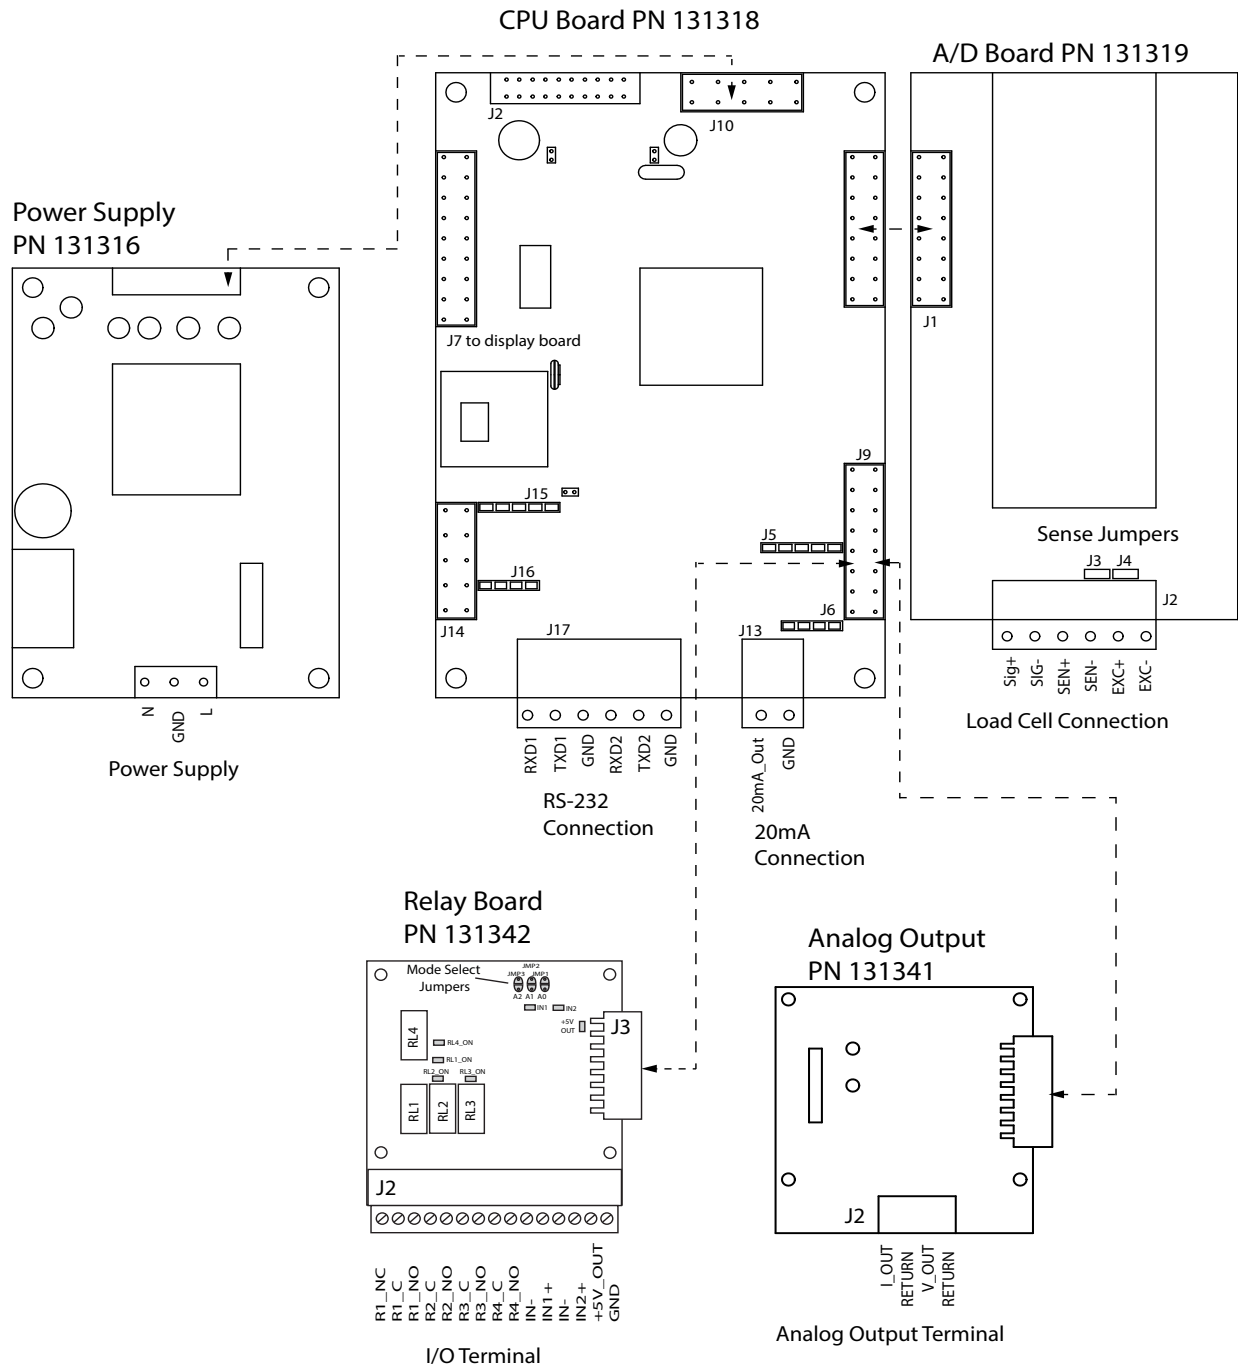 CPU Board PN 131318
A/D Board PN 131319
J2
J10
Power Supply
PN 131316
J1
J7 to display board
J9
J15
J5
Sense Jumpers
J3
J4
J16
J2
J6
J14
J17
J13
N
GND
L
Power Supply
RXD1
TXD1
GND
RXD2
TXD2
GND
RS-232
Connection
20mA_Out
GND
20mA
Connection
Sig+
SIG-
SEN+
SEN-
EXC+
EXC-
Load Cell Connection
Relay Board
PN 131342
Mode Select
Jumpers
JMP2
JMP3
JMP1
A2
A1
A0
IN1
IN2
+5V
OUT
J3
RL4
RL4_ON
RL1_ON
RL2_ON
RL3_ON
RL1
RL2
RL3
J2
R1_NC
R1_C
R1_NO
R2_C
R2_NO
R3_C
R3_NO
R4_C
R4_NO
IN-
IN1+
IN-
IN2+
+5V_OUT
GND
I/O Terminal
Analog Output
PN 131341
J2
I_OUT
RETURN
V_OUT
RETURN
Analog Output Terminal